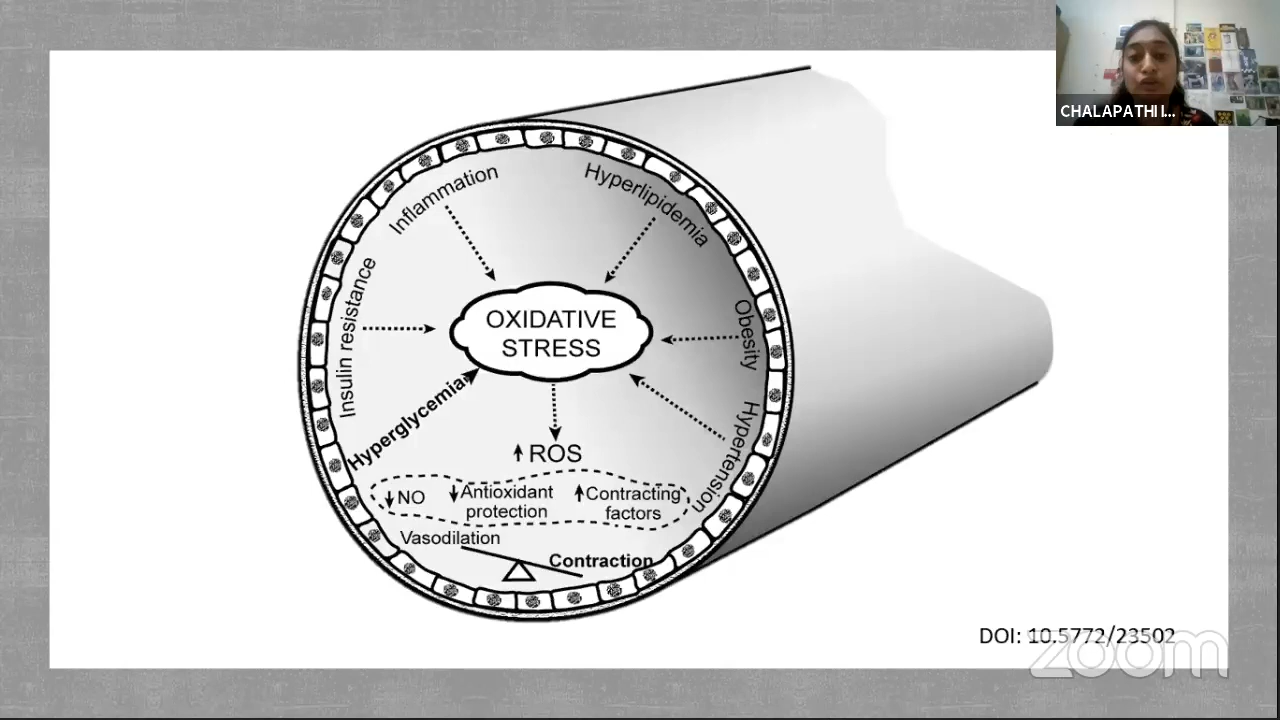 CHALAPATHI I...
Inflammation
Hyperlipidemia
Insulin resistance
Obesity
OXIDATIVE
STRESS
Hyperglycemia
Hypertension
↑ ROS
↓ NO
↓ Antioxidant
protection
↑ Contracting
factors
Vasodilation
Contraction
DOI: 10.5772/23502
zoom